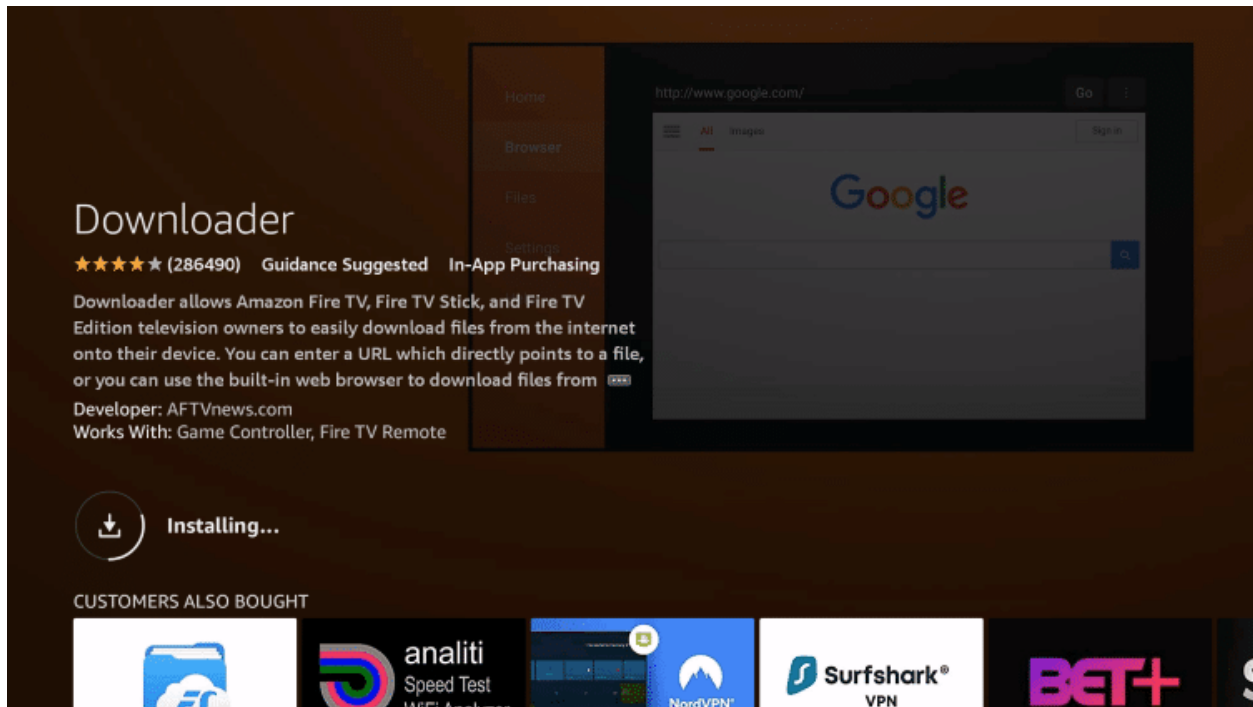 Home
http://www.google.com/
Go
All Images
Sign in
Browser
Google
Files
Settings
Downloader
(286490) Guidance Suggested In-App Purchasing
Downloader allows Amazon Fire TV, Fire TV Stick, and Fire TV
Edition television owners to easily download files from the internet
onto their device. You can enter a URL which directly points to a file,
or you can use the built-in web browser to download files from
Developer: AFTVnews.com
Works With: Game Controller, Fire TV Remote
Installing...
CUSTOMERS ALSO BOUGHT
analiti
Speed Test
WiFi Analyzer
NordVPN®
Surfshark®
VPN
BET+